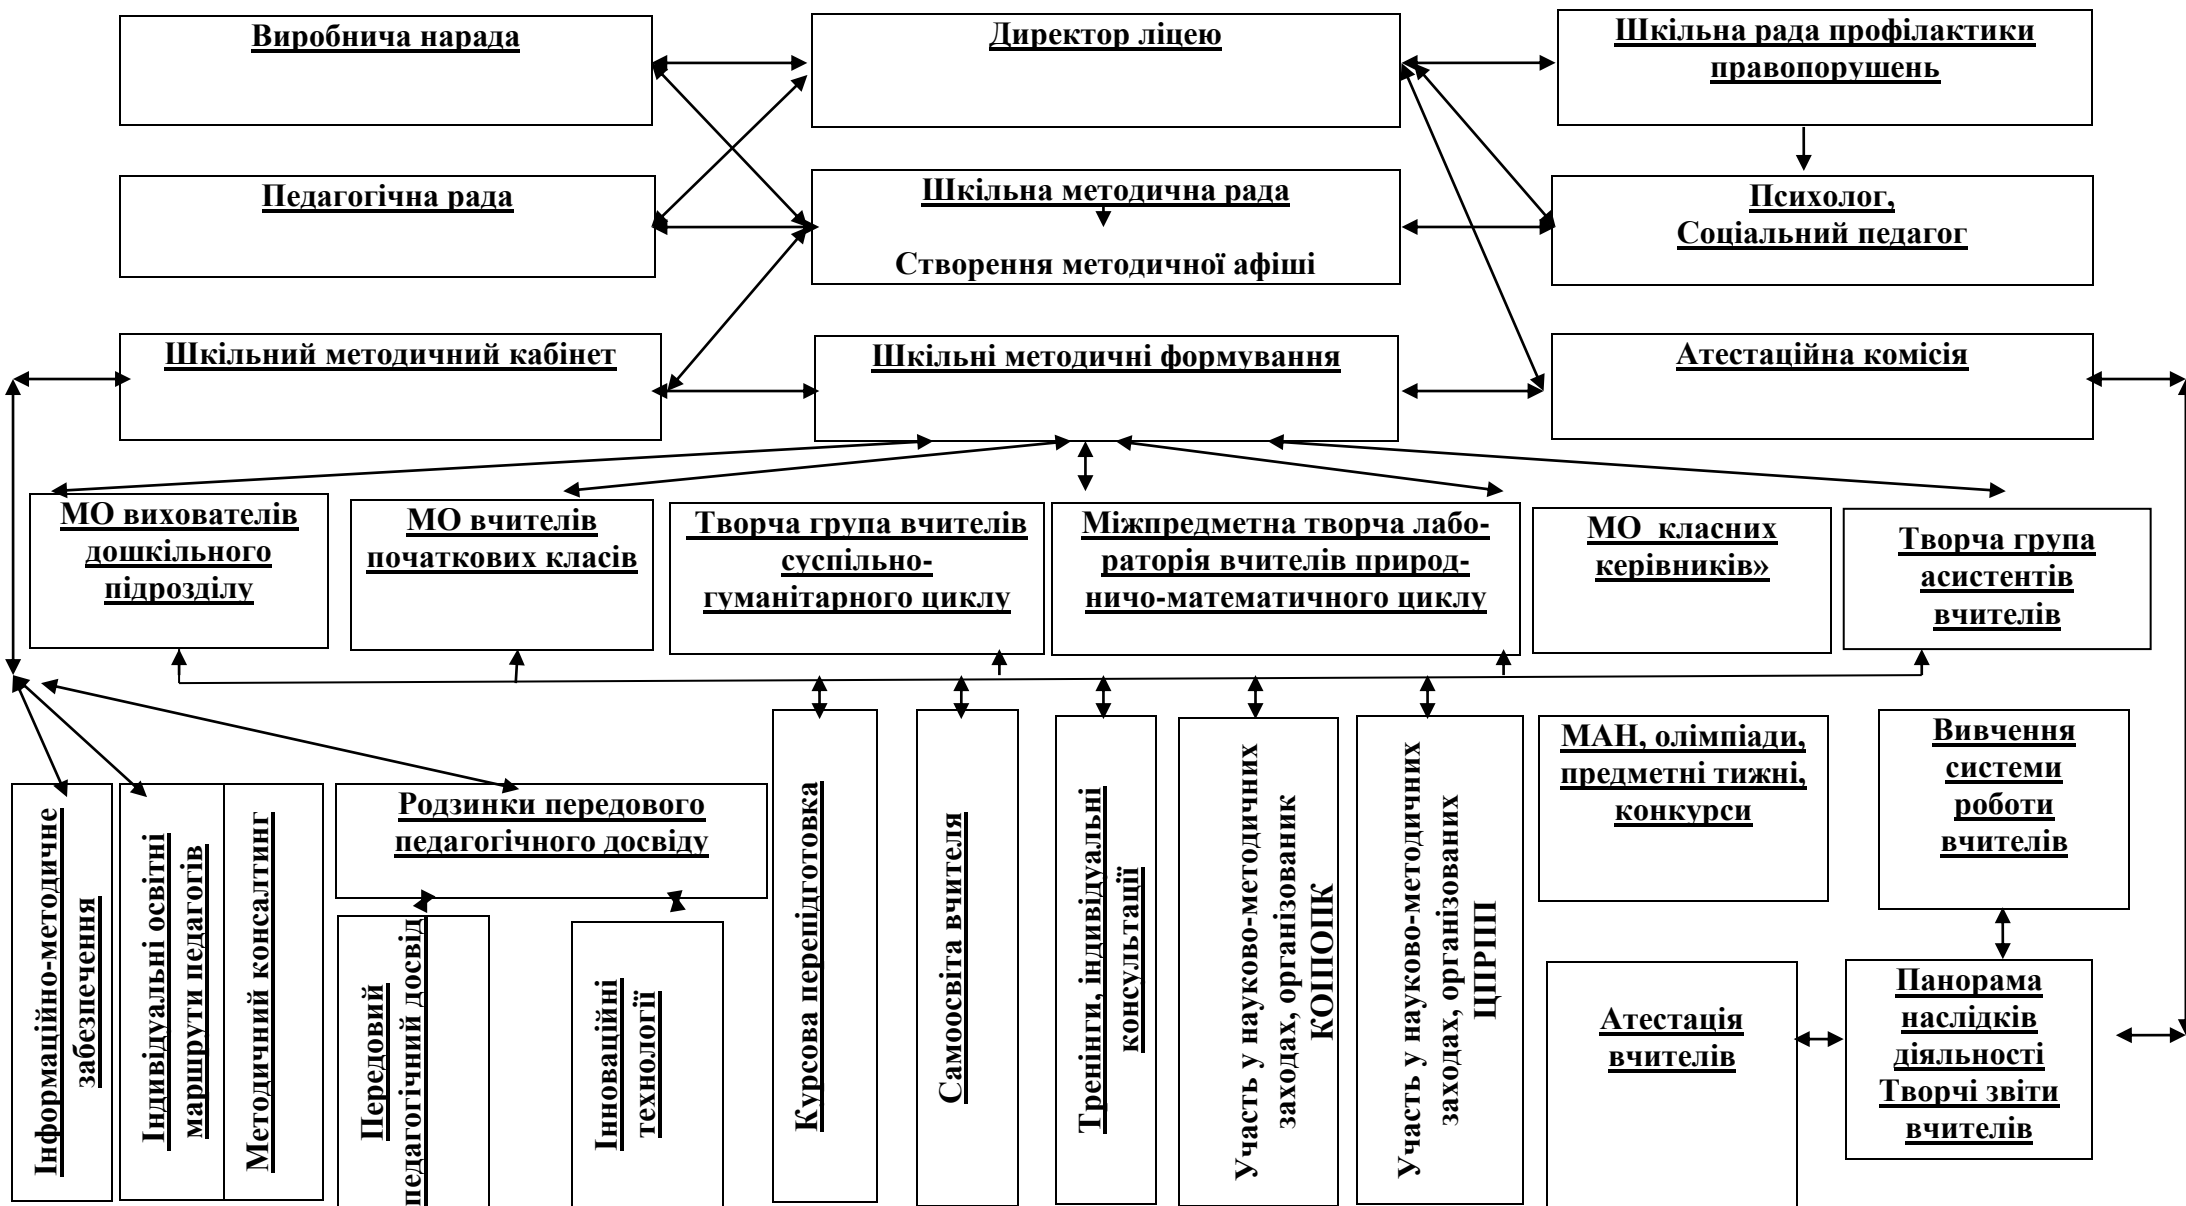 Виробнича нарада
Директор ліцею
Шкільна рада профілактики
правопорушень
Педагогічна рада
Шкільна методична рада
Створення методичної афіші
Психолог,
Соціальний педагог
Шкільний методичний кабінет
Шкільні методичні формування
Атестаційна комісія
МО вихователів
дошкільного
підрозділу
МО вчителів
початкових класів
Творча група вчителів
суспільно-
гуманітарного циклу
Міжпредметна творча лабо-
раторія вчителів природ-
ничо-математичного циклу
МО класних
керівників»
Творча група
асистентів
вчителів
Інформаційно-методичне
забезпечення
Індивідуальні освітні
маршрути педагогів
Методичний консалтинг
Родзинки передового
педагогічного досвіду
Передовий
педагогічний досвід
Інноваційні
технології
Курсова перепідготовка
Самоосвіта вчителя
Тренінги, індивідуальні
консультації
Участь у науково-методичних
заходах, організованик
КОІПОПК
Участь у науково-методичних
заходах, організованих
ЦПРПП
МАН, олімпіади,
предметні тижні,
конкурси
Вивчення
системи
роботи
вчителів
Атестація
вчителів
Панорама
наслідків
діяльності
Творчі звіти
вчителів